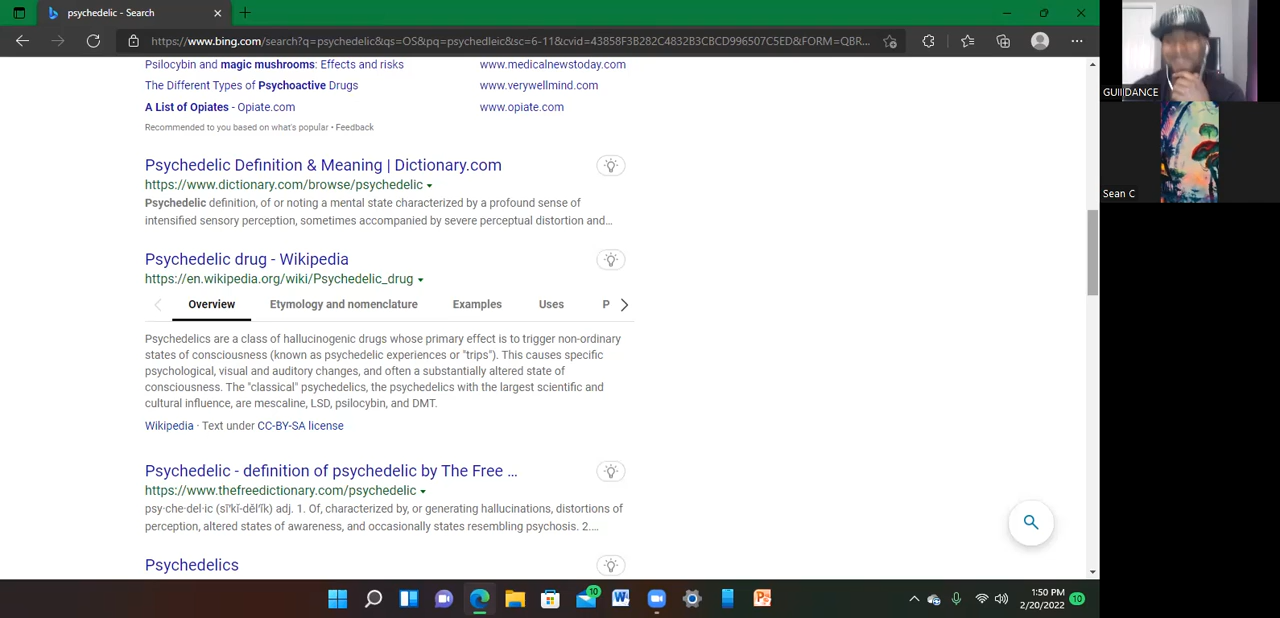 psychedelic - Search
https://www.bing.com/search?q=psychedelic&qs=OS&pq=psychedleic&sc=6-11&cvid=43858F3B282C4832B3CBCD996507C5ED&FORM=QBR...
Psilocybin and magic mushrooms: Effects and risks www.medicalnewstoday.com
The Different Types of Psychoactive Drugs www.verywellmind.com
A List of Opiates - Opiate.com www.opiate.com
Recommended to you based on what's popular • Feedback
Psychedelic Definition & Meaning | Dictionary.com
https://www.dictionary.com/browse/psychedelic
Psychedelic definition, of or noting a mental state characterized by a profound sense of
intensified sensory perception, sometimes accompanied by severe perceptual distortion and...
Psychedelic drug - Wikipedia
https://en.wikipedia.org/wiki/Psychedelic_drug
Overview Etymology and nomenclature Examples Uses P
Psychedelics are a class of hallucinogenic drugs whose primary effect is to trigger non-ordinary
states of consciousness (known as psychedelic experiences or "trips"). This causes specific
psychological, visual and auditory changes, and often a substantially altered state of
consciousness. The "classical" psychedelics, the psychedelics with the largest scientific and
cultural influence, are mescaline, LSD, psilocybin, and DMT.
Wikipedia · Text under CC-BY-SA license
Psychedelic - definition of psychedelic by The Free ...
https://www.thefreedictionary.com/psychedelic
psy·che·del·ic (sī′kĭ-dĕl′ĭk) adj. 1. Of, characterized by, or generating hallucinations, distortions of
perception, altered states of awareness, and occasionally states resembling psychosis. 2....
Psychedelics
GUIIDANCE
Sean C
10
1:50 PM
2/20/2022
10